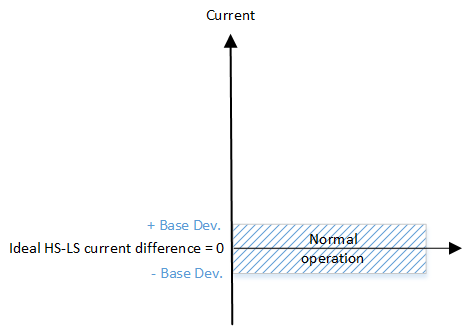 Current
+ Base Dev.
Ideal HS-LS current difference = 0
- Base Dev.
Normal
operation